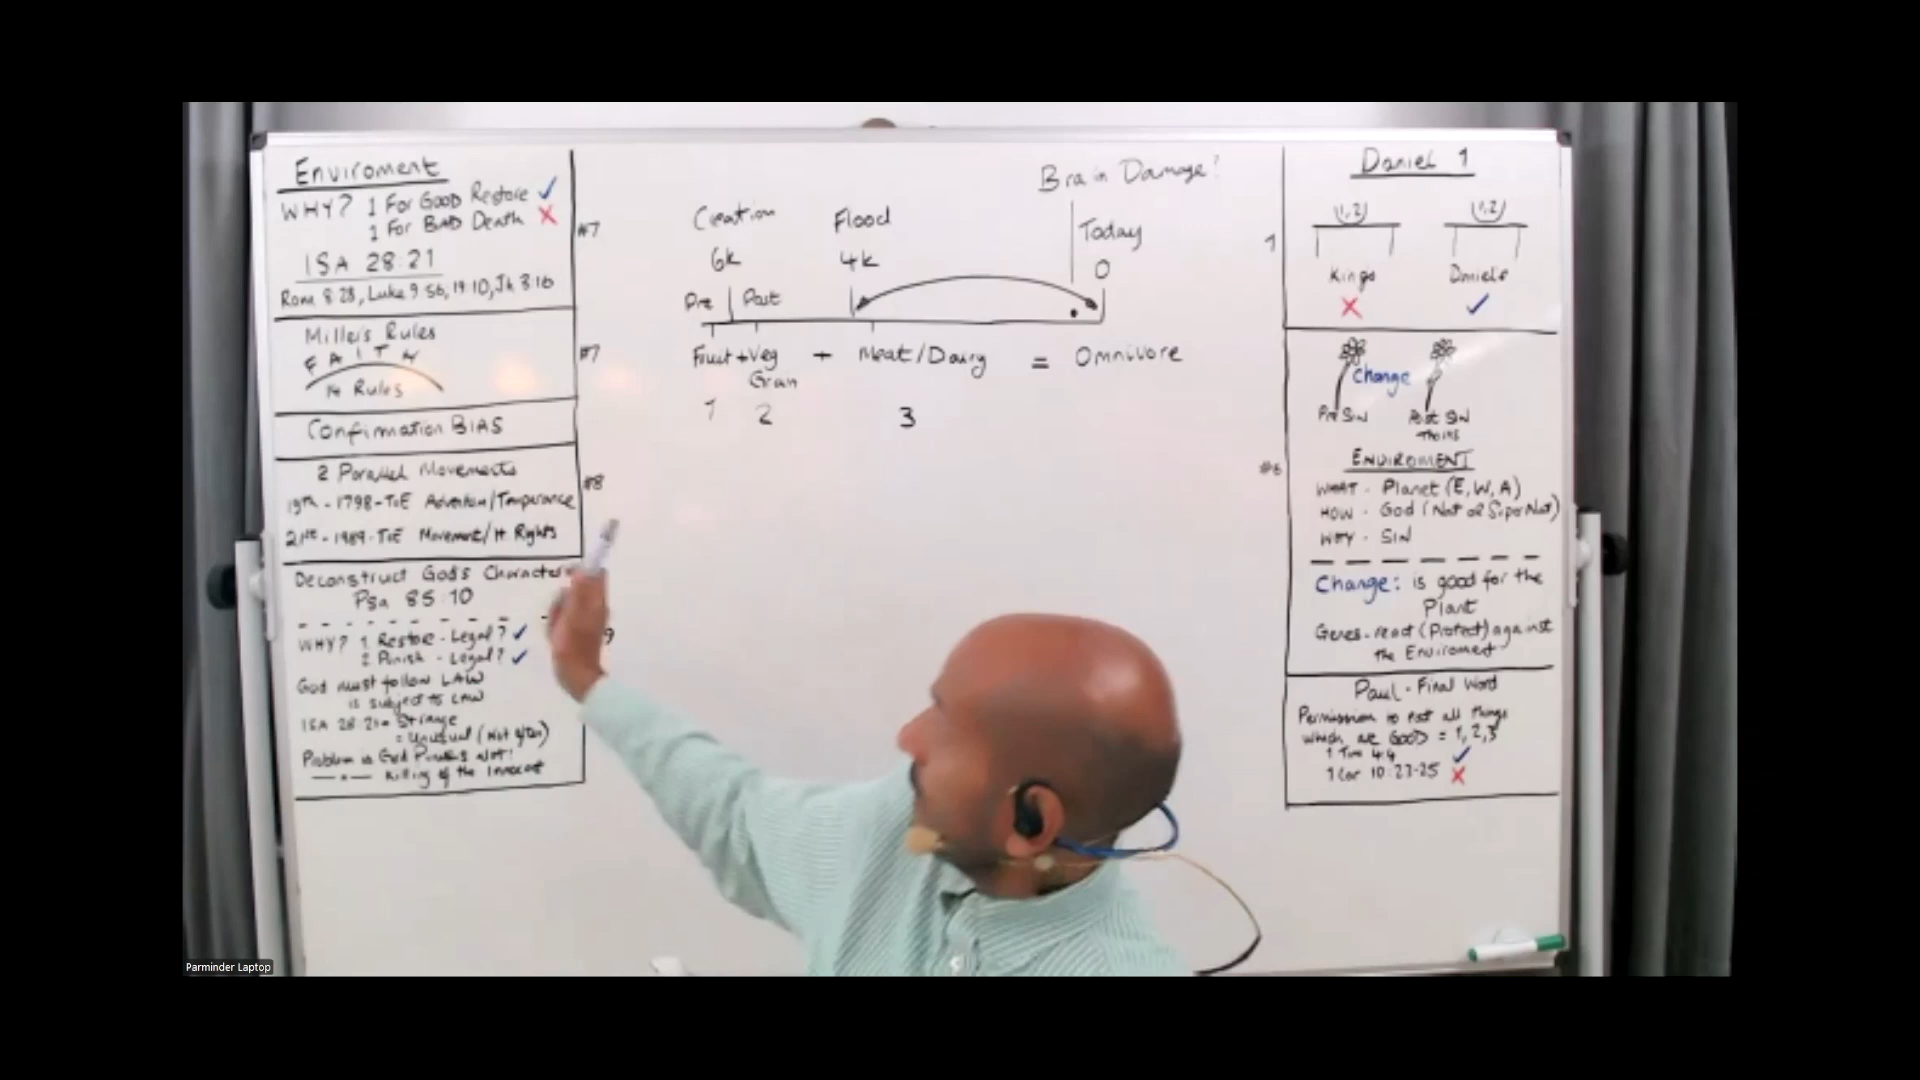 Enviroment
WHY? 1 For GOOD Restore ✓
1 For BAD Death ✗
ISA 28:21
Rom 8:28, Luke 9:56, 19:10, Jh 3:16
#7
Miller's Rules
FAITH
14 Rules
#7
Confirmation BIAS
2 Parallel Movements
19th - 1798 - ToE Adventism/Temperance
21st - 1989 - ToE Movement/H Rights
#8
Deconstruct God's Character
Psa 85:10
WHY? 1 Restore - Legal? ✓
2 Punish - Legal? ✓
9
God must follow LAW
is subject to LAW
ISA 28:21 = Strange
= Unusual (Not often)
Problem is God Punishes Not!
Killing of the Innocent
Brain Damage?
Creation
Flood
Today
6k
4k
0
Pre
Post
Fruit + Veg + Meat/Dairy = Omnivore
Grain
1 2 3
Daniel 1
1
(1,2) (1,2)
Kings Daniels
✗ ✓
Change
Pre Sin Post Sin
Thorns
#6
ENVIROMENT
WHAT - Planet (E, W, A)
HOW - God (Nat or SuperNat)
WHY - SIN
Change: is good for the
Plant
Genes - react (Protect) against
the Enviroment
Paul - Final Word
Permission to eat all things
which are GOOD = 1, 2, 3
1 Tim 4:4 ✓
1 Cor 10:23-25 ✗
Parminder Laptop